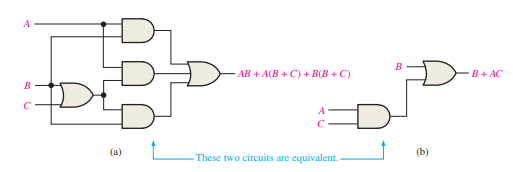 A
B
C
AB + A(B + C) + B(B + C)
B
A
C
B + AC
(a)
(b)
These two circuits are equivalent.